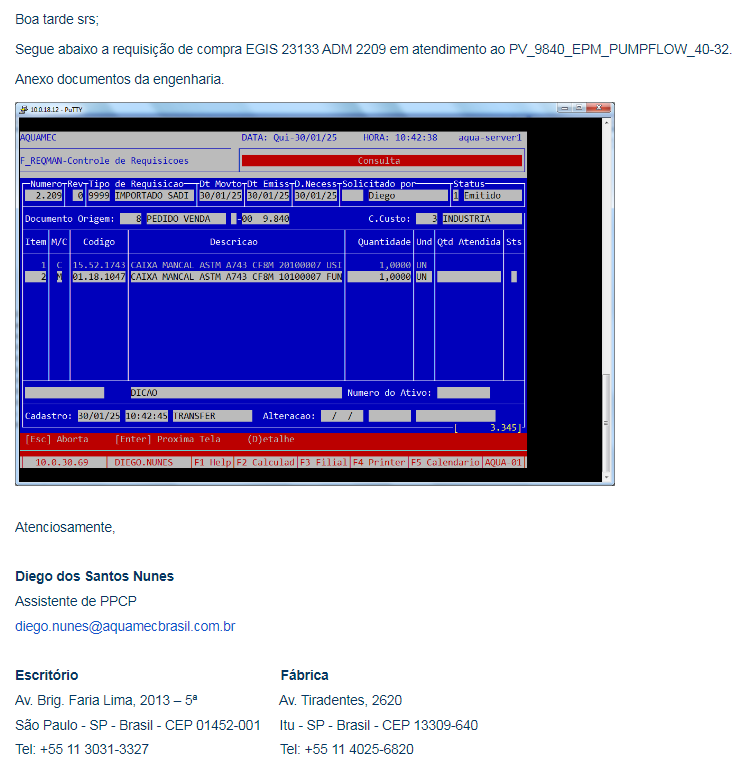 Boa tarde srs;
Segue abaixo a requisição de compra EGIS 23133 ADM 2209 em atendimento ao PV_9840_EPM_PUMPFLOW_40-32.
Anexo documentos da engenharia.
10.0.18.12 - PuTTY
AQUAMEC DATA: Qui-30/01/25 HORA: 10:42:38 aqua-server1
F_REQMAN-Controle de Requisicoes Consulta
Numero Rev Tipo de Requisicao Dt Movto Dt Emiss D.Necess Solicitado por Status
2.209 0 9999 IMPORTADO SADI 30/01/25 30/01/25 30/01/25 Diego 1 Emitido
Documento Origem: 8 PEDIDO VENDA -00 9.840 C.Custo: 3 INDUSTRIA
Item M/C Codigo Descricao Quantidade Und Qtd Atendida Sts
1 C 15.52.1743 CAIXA MANCAL ASTM A743 CF8M 20100007 USI 1,0000 UN
2 M 01.18.1047 CAIXA MANCAL ASTM A743 CF8M 10100007 FUN 1,0000 UN
DICAO Numero do Ativo:
Cadastro: 30/01/25 10:42:45 TRANSFER Alteracao: / /
[ 3.345]
[Esc] Aborta [Enter] Proxima Tela (D)etalhe
10.0.30.69 DIEGO.NUNES F1 Help F2 Calculad F3 Filial F4 Printer F5 Calendario AQUA 01
Atenciosamente,
Diego dos Santos Nunes
Assistente de PPCP
diego.nunes@aquamecbrasil.com.br
Escritório Fábrica
Av. Brig. Faria Lima, 2013 – 5ª Av. Tiradentes, 2620
São Paulo - SP - Brasil - CEP 01452-001 Itu - SP - Brasil - CEP 13309-640
Tel: +55 11 3031-3327 Tel: +55 11 4025-6820